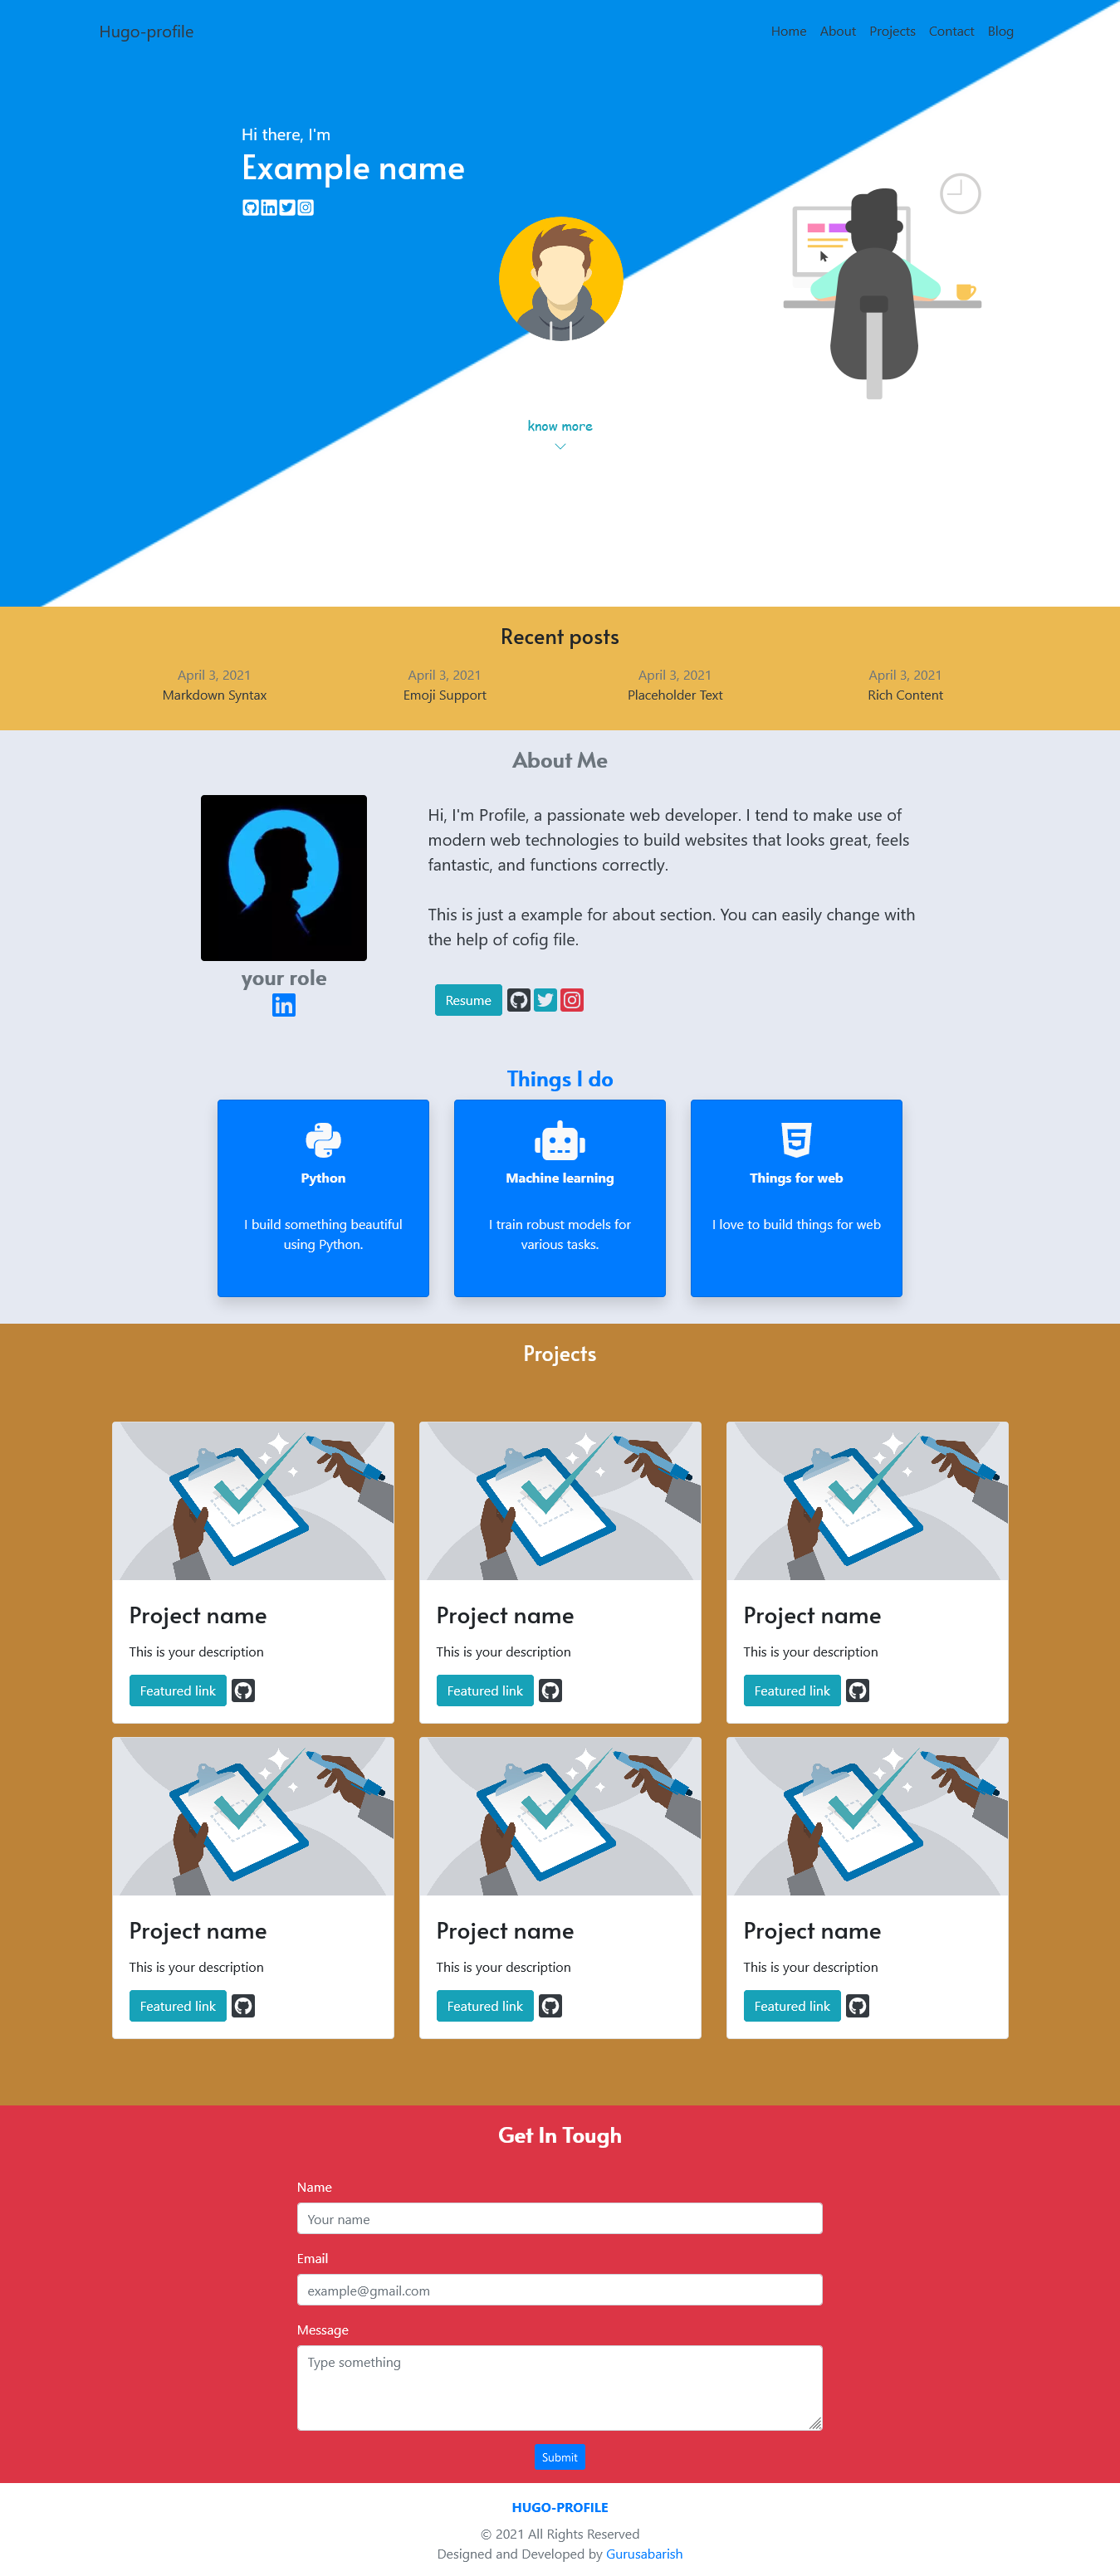 Hugo-profile
Home About Projects Contact Blog
Hi there, I'm
Example name
know more
Recent posts
April 3, 2021
Markdown Syntax
April 3, 2021
Emoji Support
April 3, 2021
Placeholder Text
April 3, 2021
Rich Content
About Me
your role
Hi, I'm Profile, a passionate web developer. I tend to make use of
modern web technologies to build websites that looks great, feels
fantastic, and functions correctly.
This is just a example for about section. You can easily change with
the help of cofig file.
Resume
Things I do
Python
I build something beautiful
using Python.
Machine learning
I train robust models for
various tasks.
Things for web
I love to build things for web
Projects
Project name
This is your description
Featured link
Project name
This is your description
Featured link
Project name
This is your description
Featured link
Project name
This is your description
Featured link
Project name
This is your description
Featured link
Project name
This is your description
Featured link
Get In Tough
Name
Your name
Email
example@gmail.com
Message
Type something
Submit
HUGO-PROFILE
© 2021 All Rights Reserved
Designed and Developed by Gurusabarish